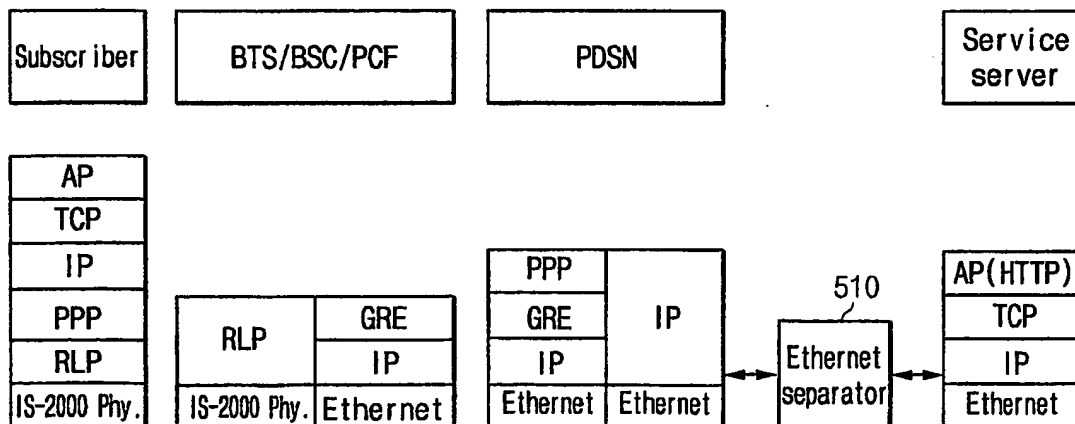 Subscriber
BTS/BSC/PCF
PDSN
Service
server
AP
TCP
IP
PPP
RLP
IS-2000 Phy.
RLP
GRE
IP
IS-2000 Phy.
Ethernet
PPP
GRE
IP
IP
Ethernet
Ethernet
510
Ethernet
separator
AP(HTTP)
TCP
IP
Ethernet